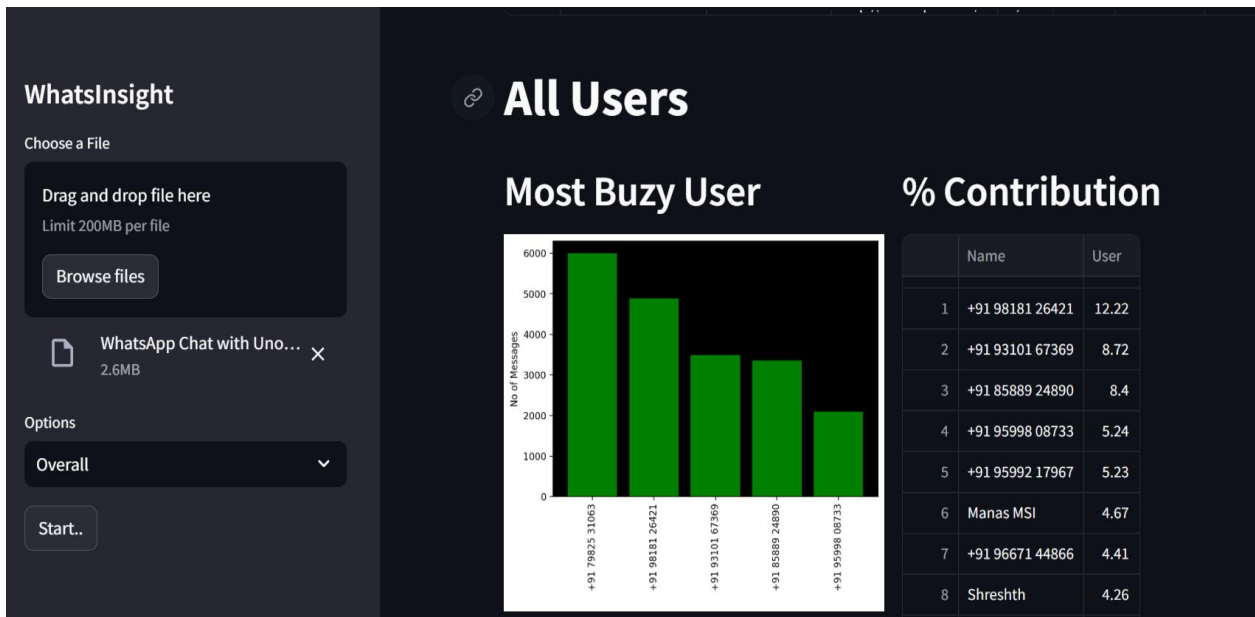 WhatsInsight
Choose a File
Drag and drop file here
Limit 200MB per file
Browse files
WhatsApp Chat with Uno...
2.6MB
Options
Overall
Start..
All Users
Most Buzy User
No of Messages
6000
5000
4000
3000
2000
1000
0
+91 79825 31063
+91 98181 26421
+91 93101 67369
+91 85889 24890
+91 95998 08733
% Contribution
Name User
1 +91 98181 26421 12.22
2 +91 93101 67369 8.72
3 +91 85889 24890 8.4
4 +91 95998 08733 5.24
5 +91 95992 17967 5.23
6 Manas MSI 4.67
7 +91 96671 44866 4.41
8 Shreshth 4.26